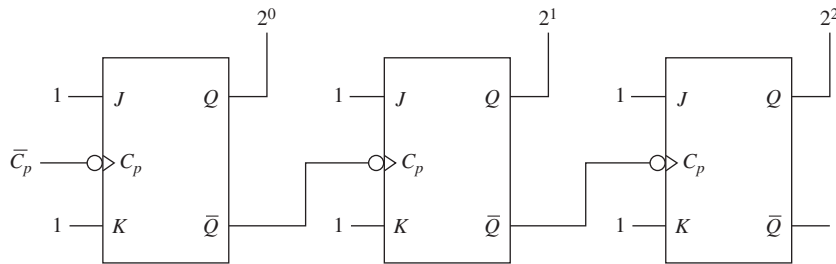 2⁰ 2¹ 2²
1 J Q 1 J Q 1 J Q
C̅ₚ Cₚ Cₚ Cₚ
1 K Q̅ 1 K Q̅ 1 K Q̅